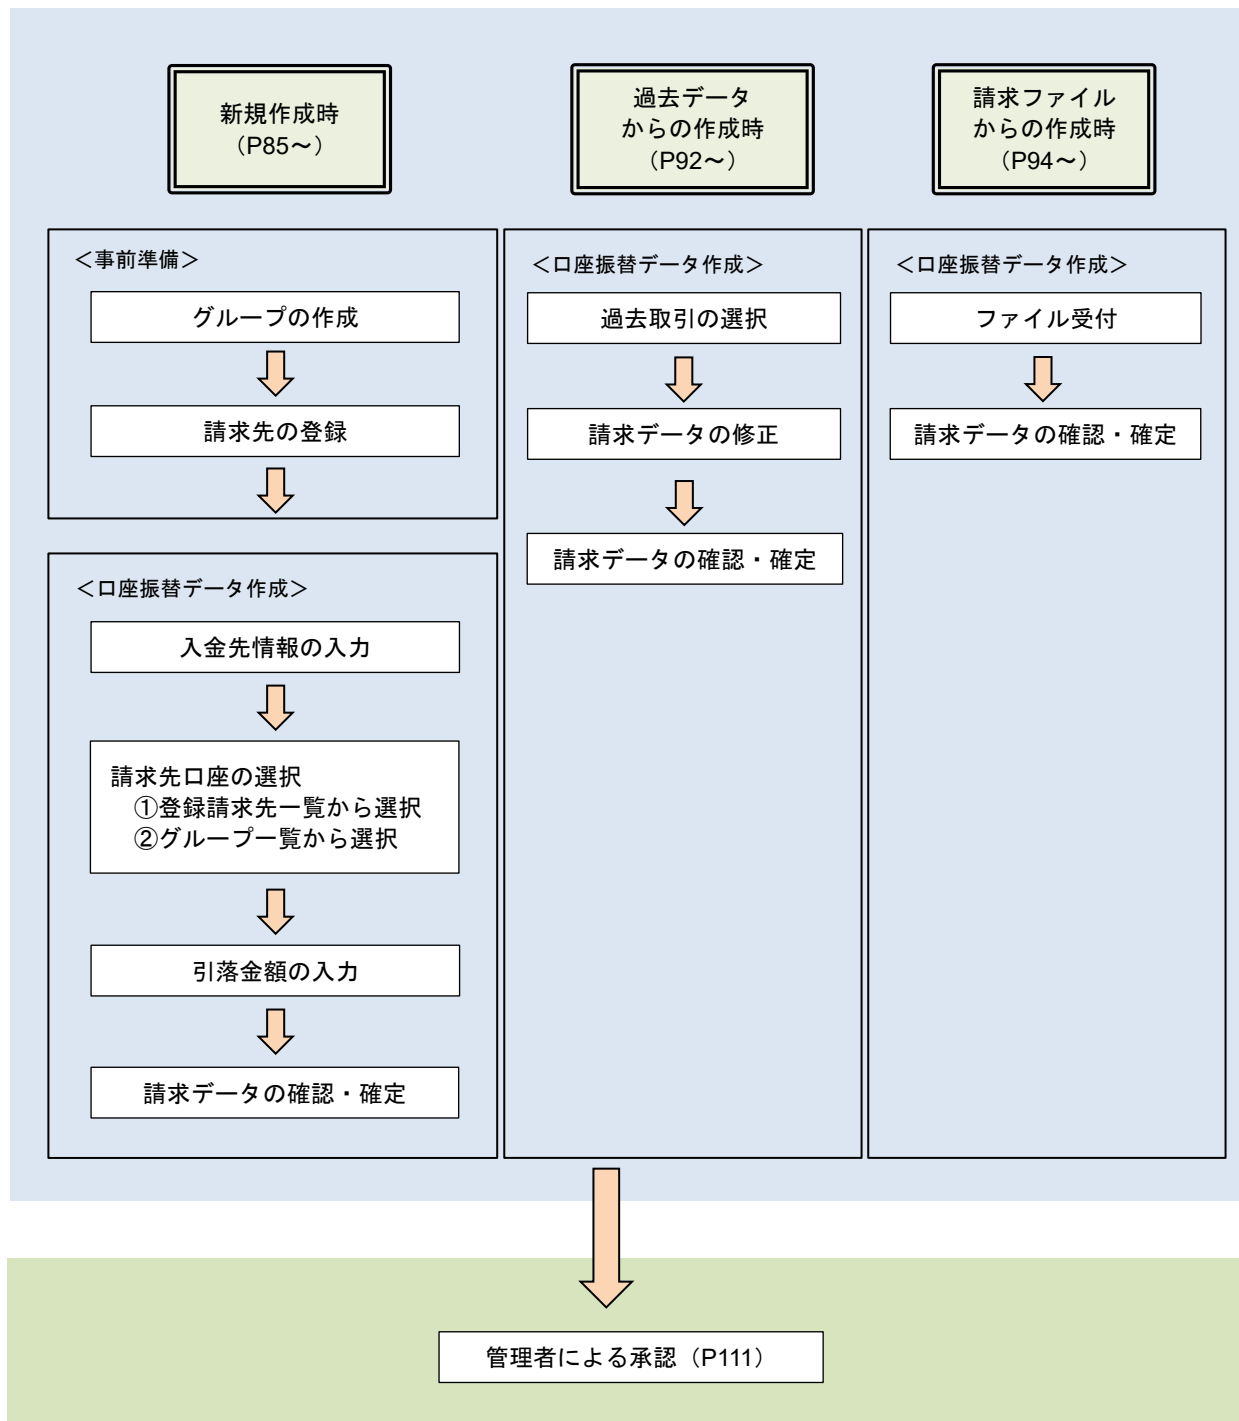 新規作成時
（P85～）
過去データ
からの作成時
（P92～）
請求ファイル
からの作成時
（P94～）
＜事前準備＞
グループの作成
請求先の登録
＜口座振替データ作成＞
入金先情報の入力
請求先口座の選択
①登録請求先一覧から選択
②グループ一覧から選択
引落金額の入力
請求データの確認・確定
＜口座振替データ作成＞
過去取引の選択
請求データの修正
請求データの確認・確定
＜口座振替データ作成＞
ファイル受付
請求データの確認・確定
管理者による承認（P111）